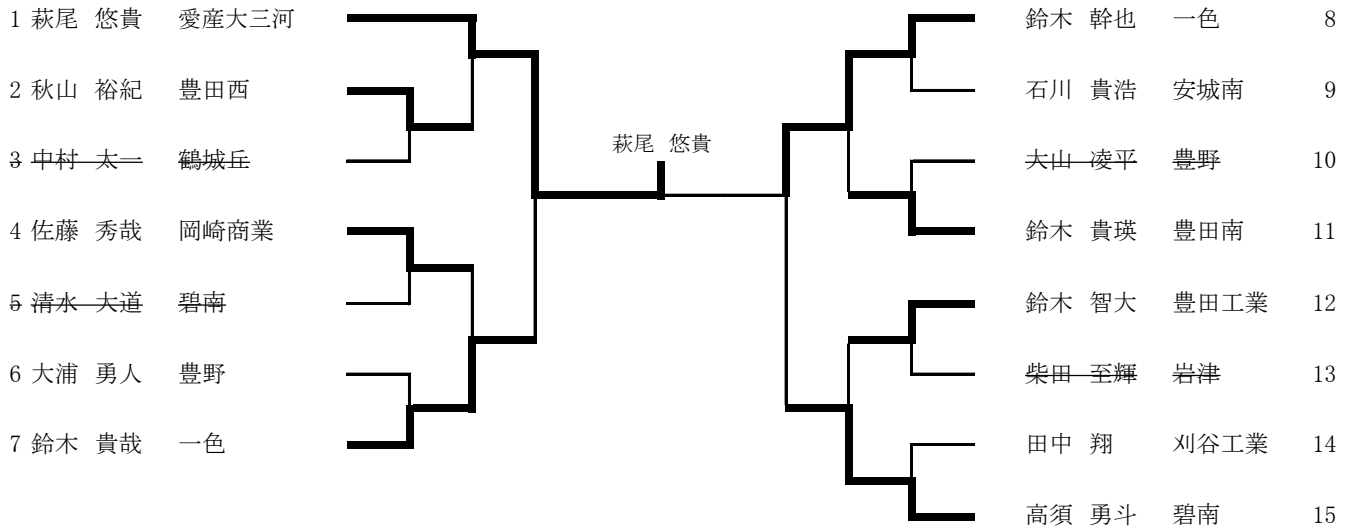 1 萩尾 悠貴 愛産大三河
2 秋山 裕紀 豊田西
3 中村 太一 鶴城丘
4 佐藤 秀哉 岡崎商業
5 清水 大道 碧南
6 大浦 勇人 豊野
7 鈴木 貴哉 一色
萩尾 悠貴
鈴木 幹也 一色 8
石川 貴浩 安城南 9
大山 凌平 豊野 10
鈴木 貴瑛 豊田南 11
鈴木 智大 豊田工業 12
柴田 至輝 岩津 13
田中 翔 刈谷工業 14
高須 勇斗 碧南 15